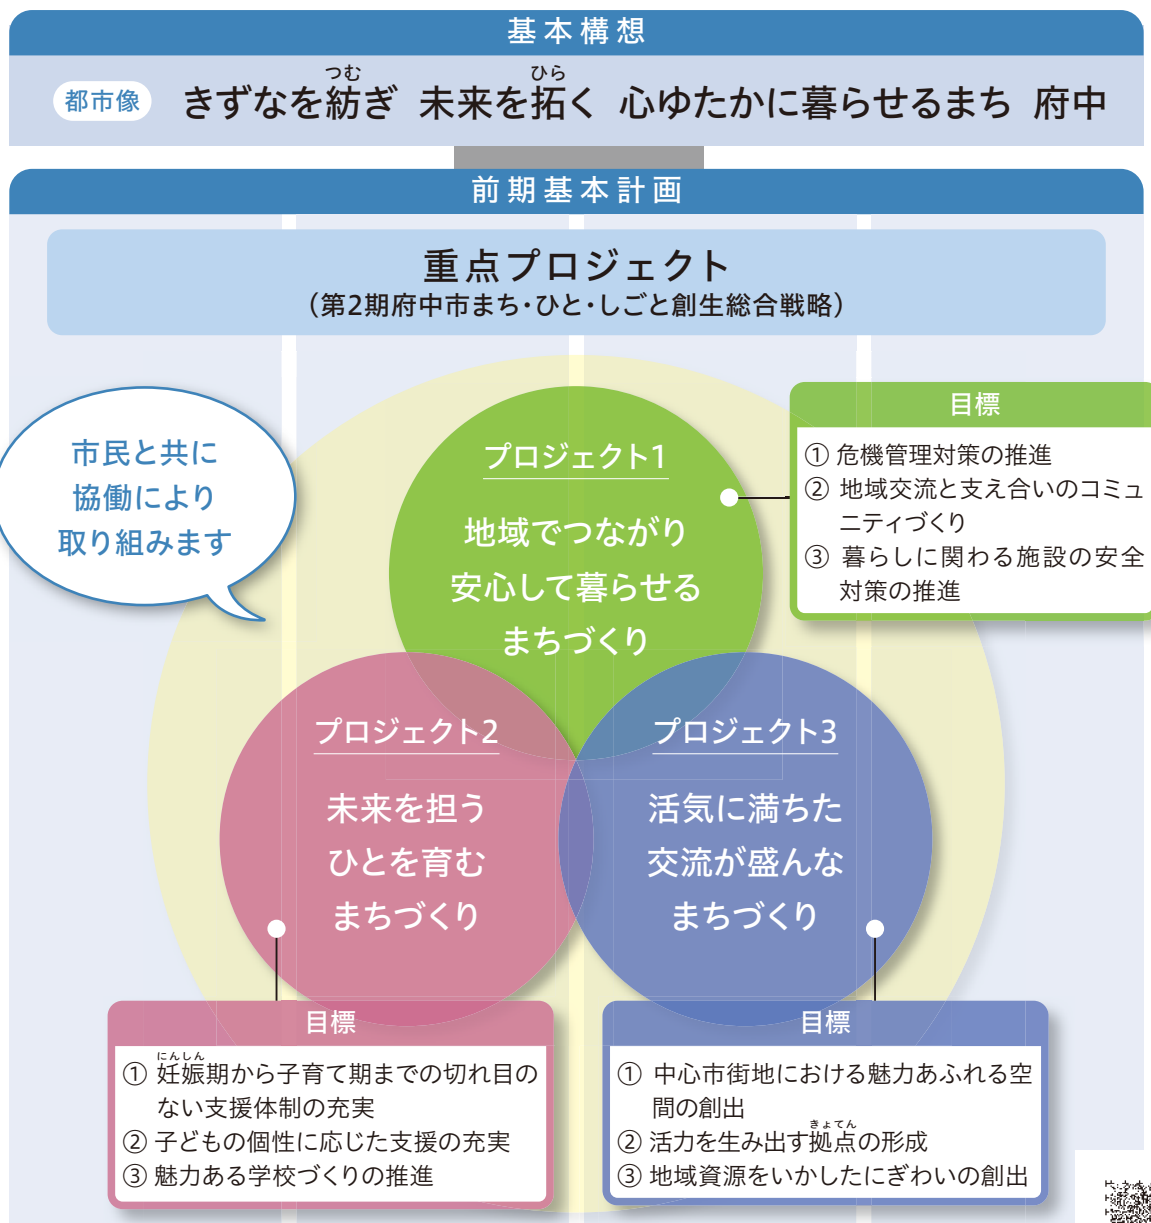 基本構想
都市像
きずなを紡ぎ 未来を拓く 心ゆたかに暮らせるまち 府中
つむ
ひら
前期基本計画
重点プロジェクト
(第2期府中市まち・ひと・しごと創生総合戦略)
市民と共に
協働により
取り組みます
プロジェクト1
地域でつながり
安心して暮らせる
まちづくり
目標
① 危機管理対策の推進
② 地域交流と支え合いのコミュ
ニティづくり
③ 暮らしに関わる施設の安全
対策の推進
プロジェクト2
未来を担う
ひとを育む
まちづくり
プロジェクト3
活気に満ちた
交流が盛んな
まちづくり
目標
にんしん
① 妊娠期から子育て期までの切れ目の
ない支援体制の充実
② 子どもの個性に応じた支援の充実
③ 魅力ある学校づくりの推進
目標
① 中心市街地における魅力あふれる空
間の創出
きょてん
② 活力を生み出す拠点の形成
③ 地域資源をいかしたにぎわいの創出